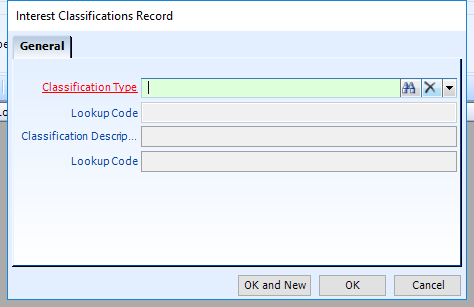 Interest Classifications Record
General
Classification Type
Lookup Code
Classification Descrip...
Lookup Code
OK and New OK Cancel